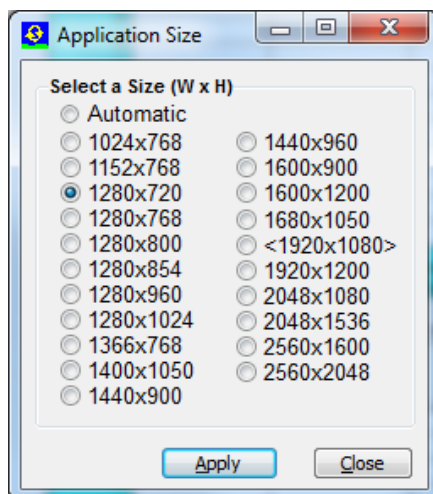 Application Size
Select a Size (W x H)
Automatic
1024x768
1152x768
1280x720
1280x768
1280x800
1280x854
1280x960
1280x1024
1366x768
1400x1050
1440x900
1440x960
1600x900
1600x1200
1680x1050
<1920x1080>
1920x1200
2048x1080
2048x1536
2560x1600
2560x2048
Apply
Close